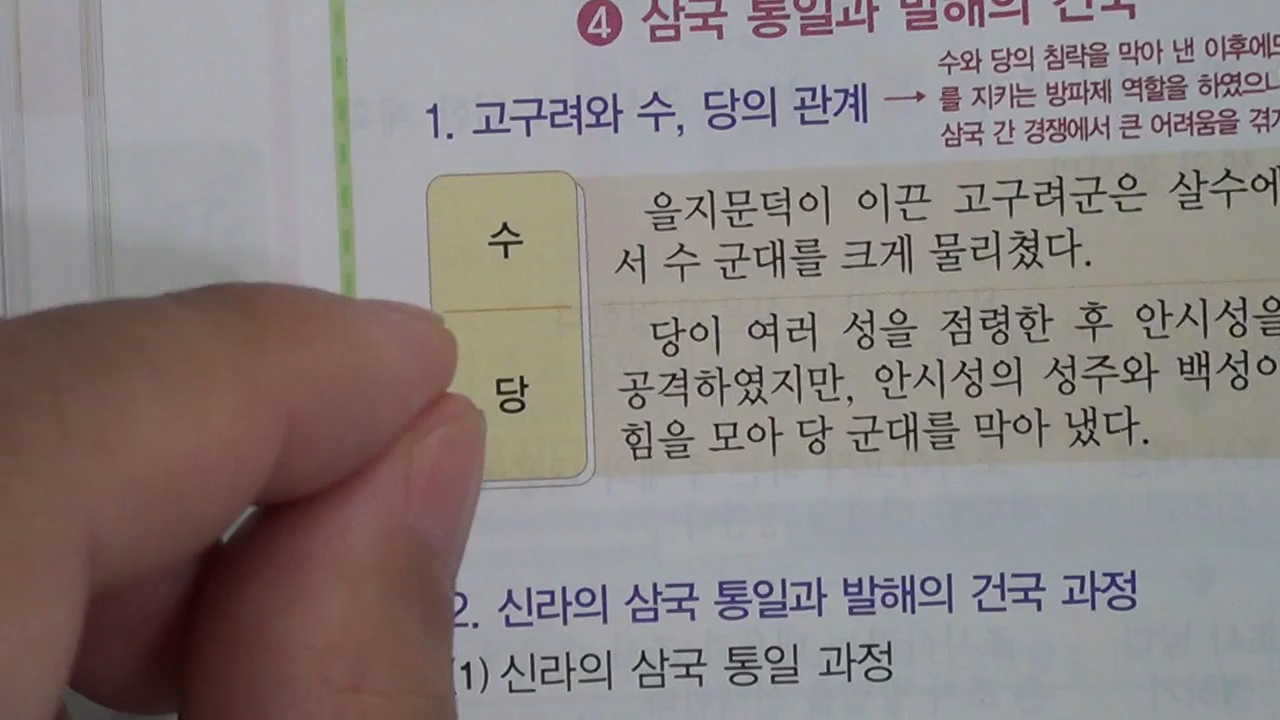 ❹ 삼국 통일과 발해의 건국
1. 고구려와 수, 당의 관계 →
수와 당의 침략을 막아 낸 이후에도
를 지키는 방파제 역할을 하였으나
삼국 간 경쟁에서 큰 어려움을 겪
수
을지문덕이 이끈 고구려군은 살수에
서 수 군대를 크게 물리쳤다.
당
당이 여러 성을 점령한 후 안시성을
공격하였지만, 안시성의 성주와 백성이
힘을 모아 당 군대를 막아 냈다.
2. 신라의 삼국 통일과 발해의 건국 과정
(1) 신라의 삼국 통일 과정